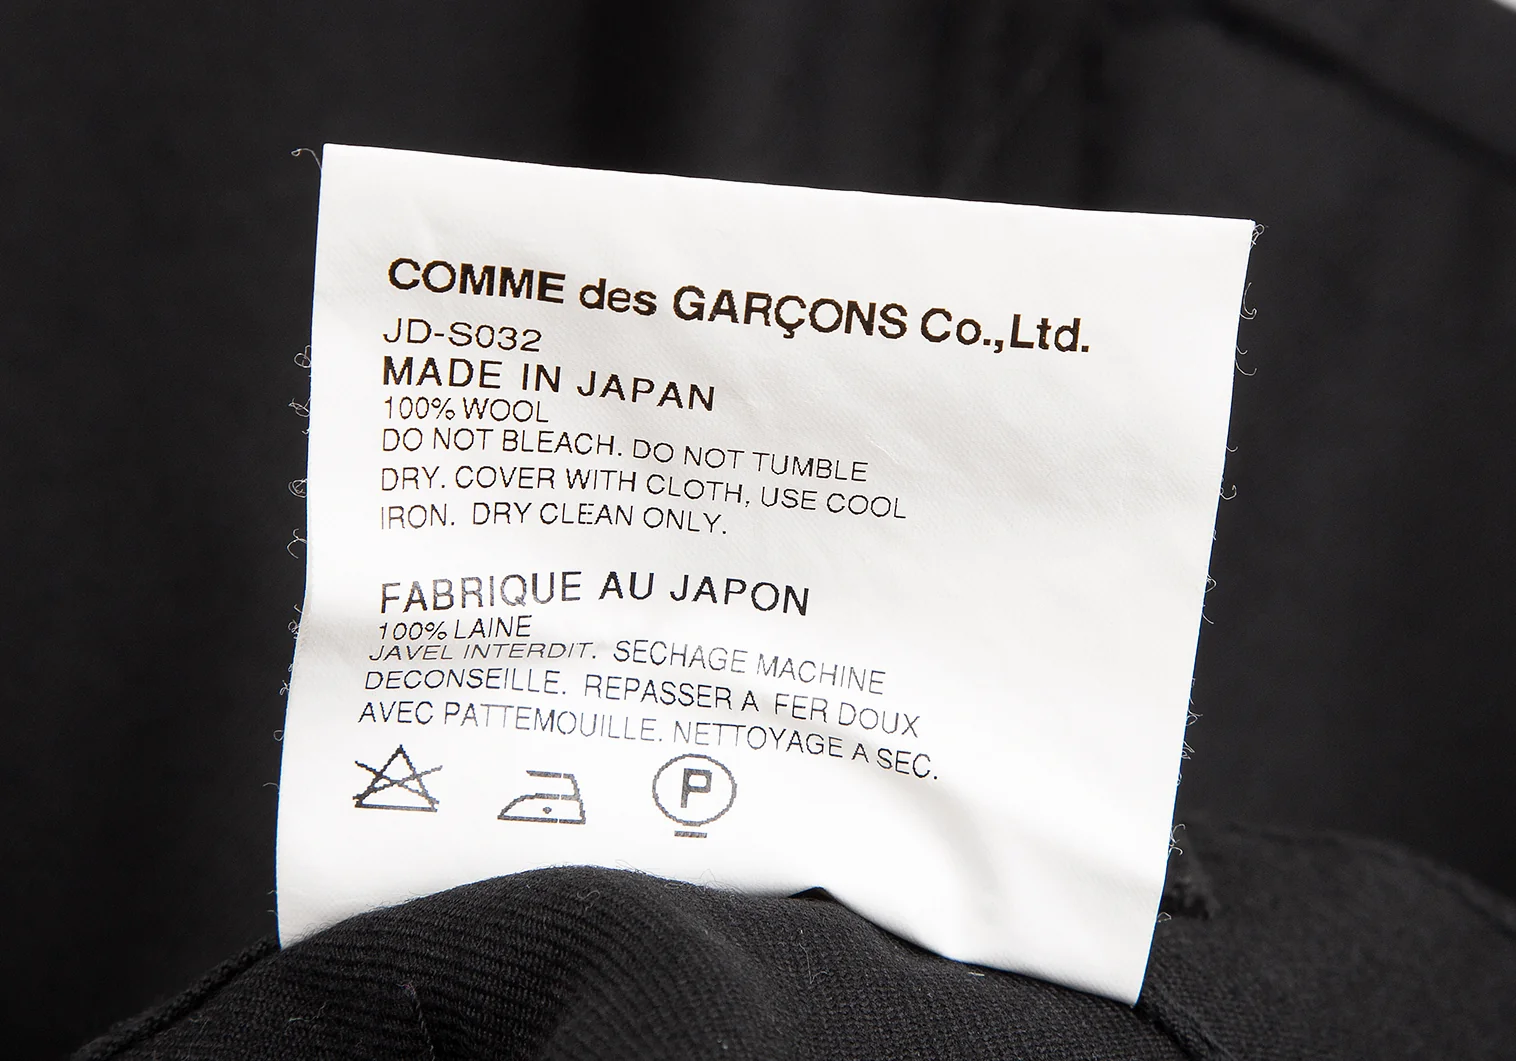 COMME des GARÇONS Co.,Ltd.
JD-S032
MADE IN JAPAN
100% WOOL
DO NOT BLEACH. DO NOT TUMBLE
DRY. COVER WITH CLOTH, USE COOL
IRON. DRY CLEAN ONLY.
FABRIQUE AU JAPON
100% LAINE
JAVEL INTERDIT. SECHAGE MACHINE
DECONSEILLE. REPASSER A FER DOUX
AVEC PATTEMOUILLE. NETTOYAGE A SEC.
P